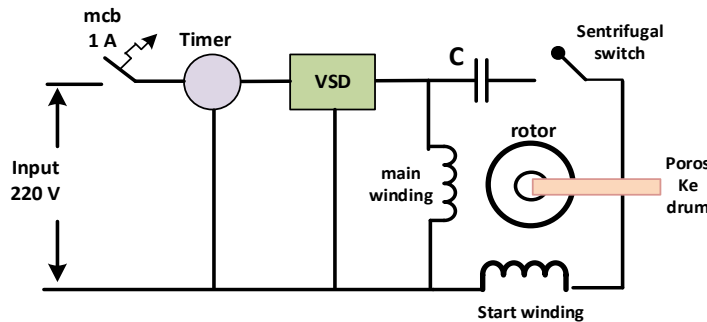 mcb
1 A
Timer
VSD
C
Sentrifugal
switch
Input
220 V
main
winding
rotor
Poros
Ke
drum
Start winding